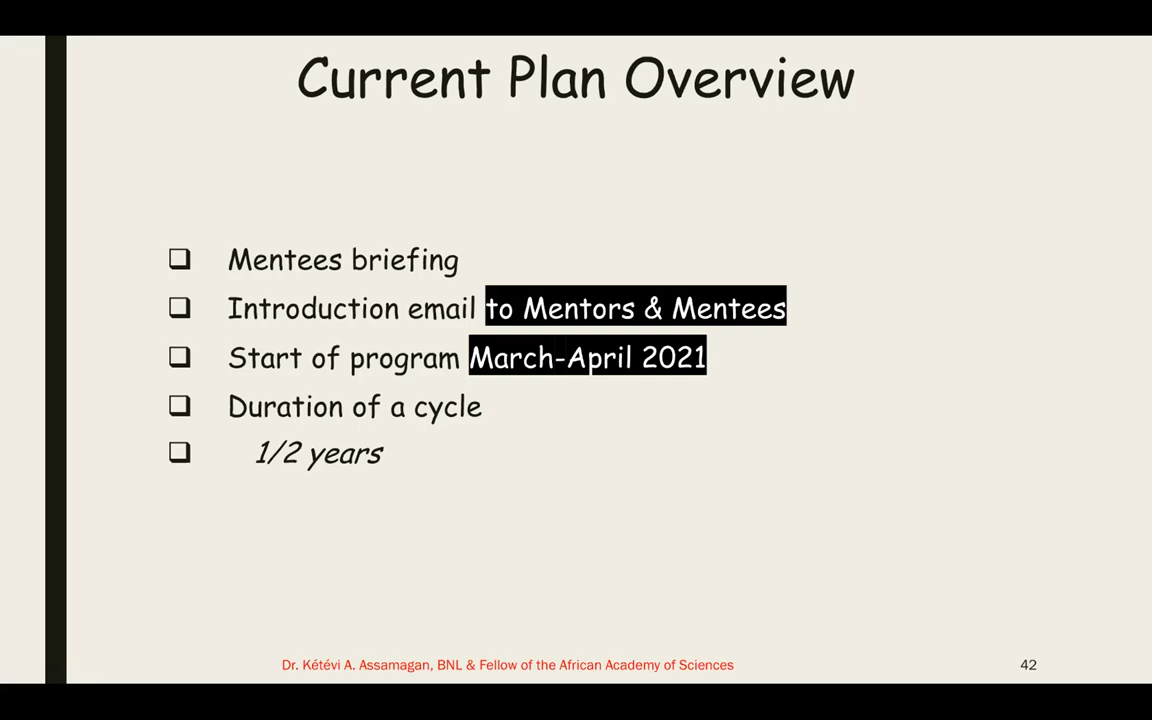 Current Plan Overview
Mentees briefing
Introduction email to Mentors & Mentees
Start of program March-April 2021
Duration of a cycle
1/2 years
Dr. Kétévi A. Assamagan, BNL & Fellow of the African Academy of Sciences
42